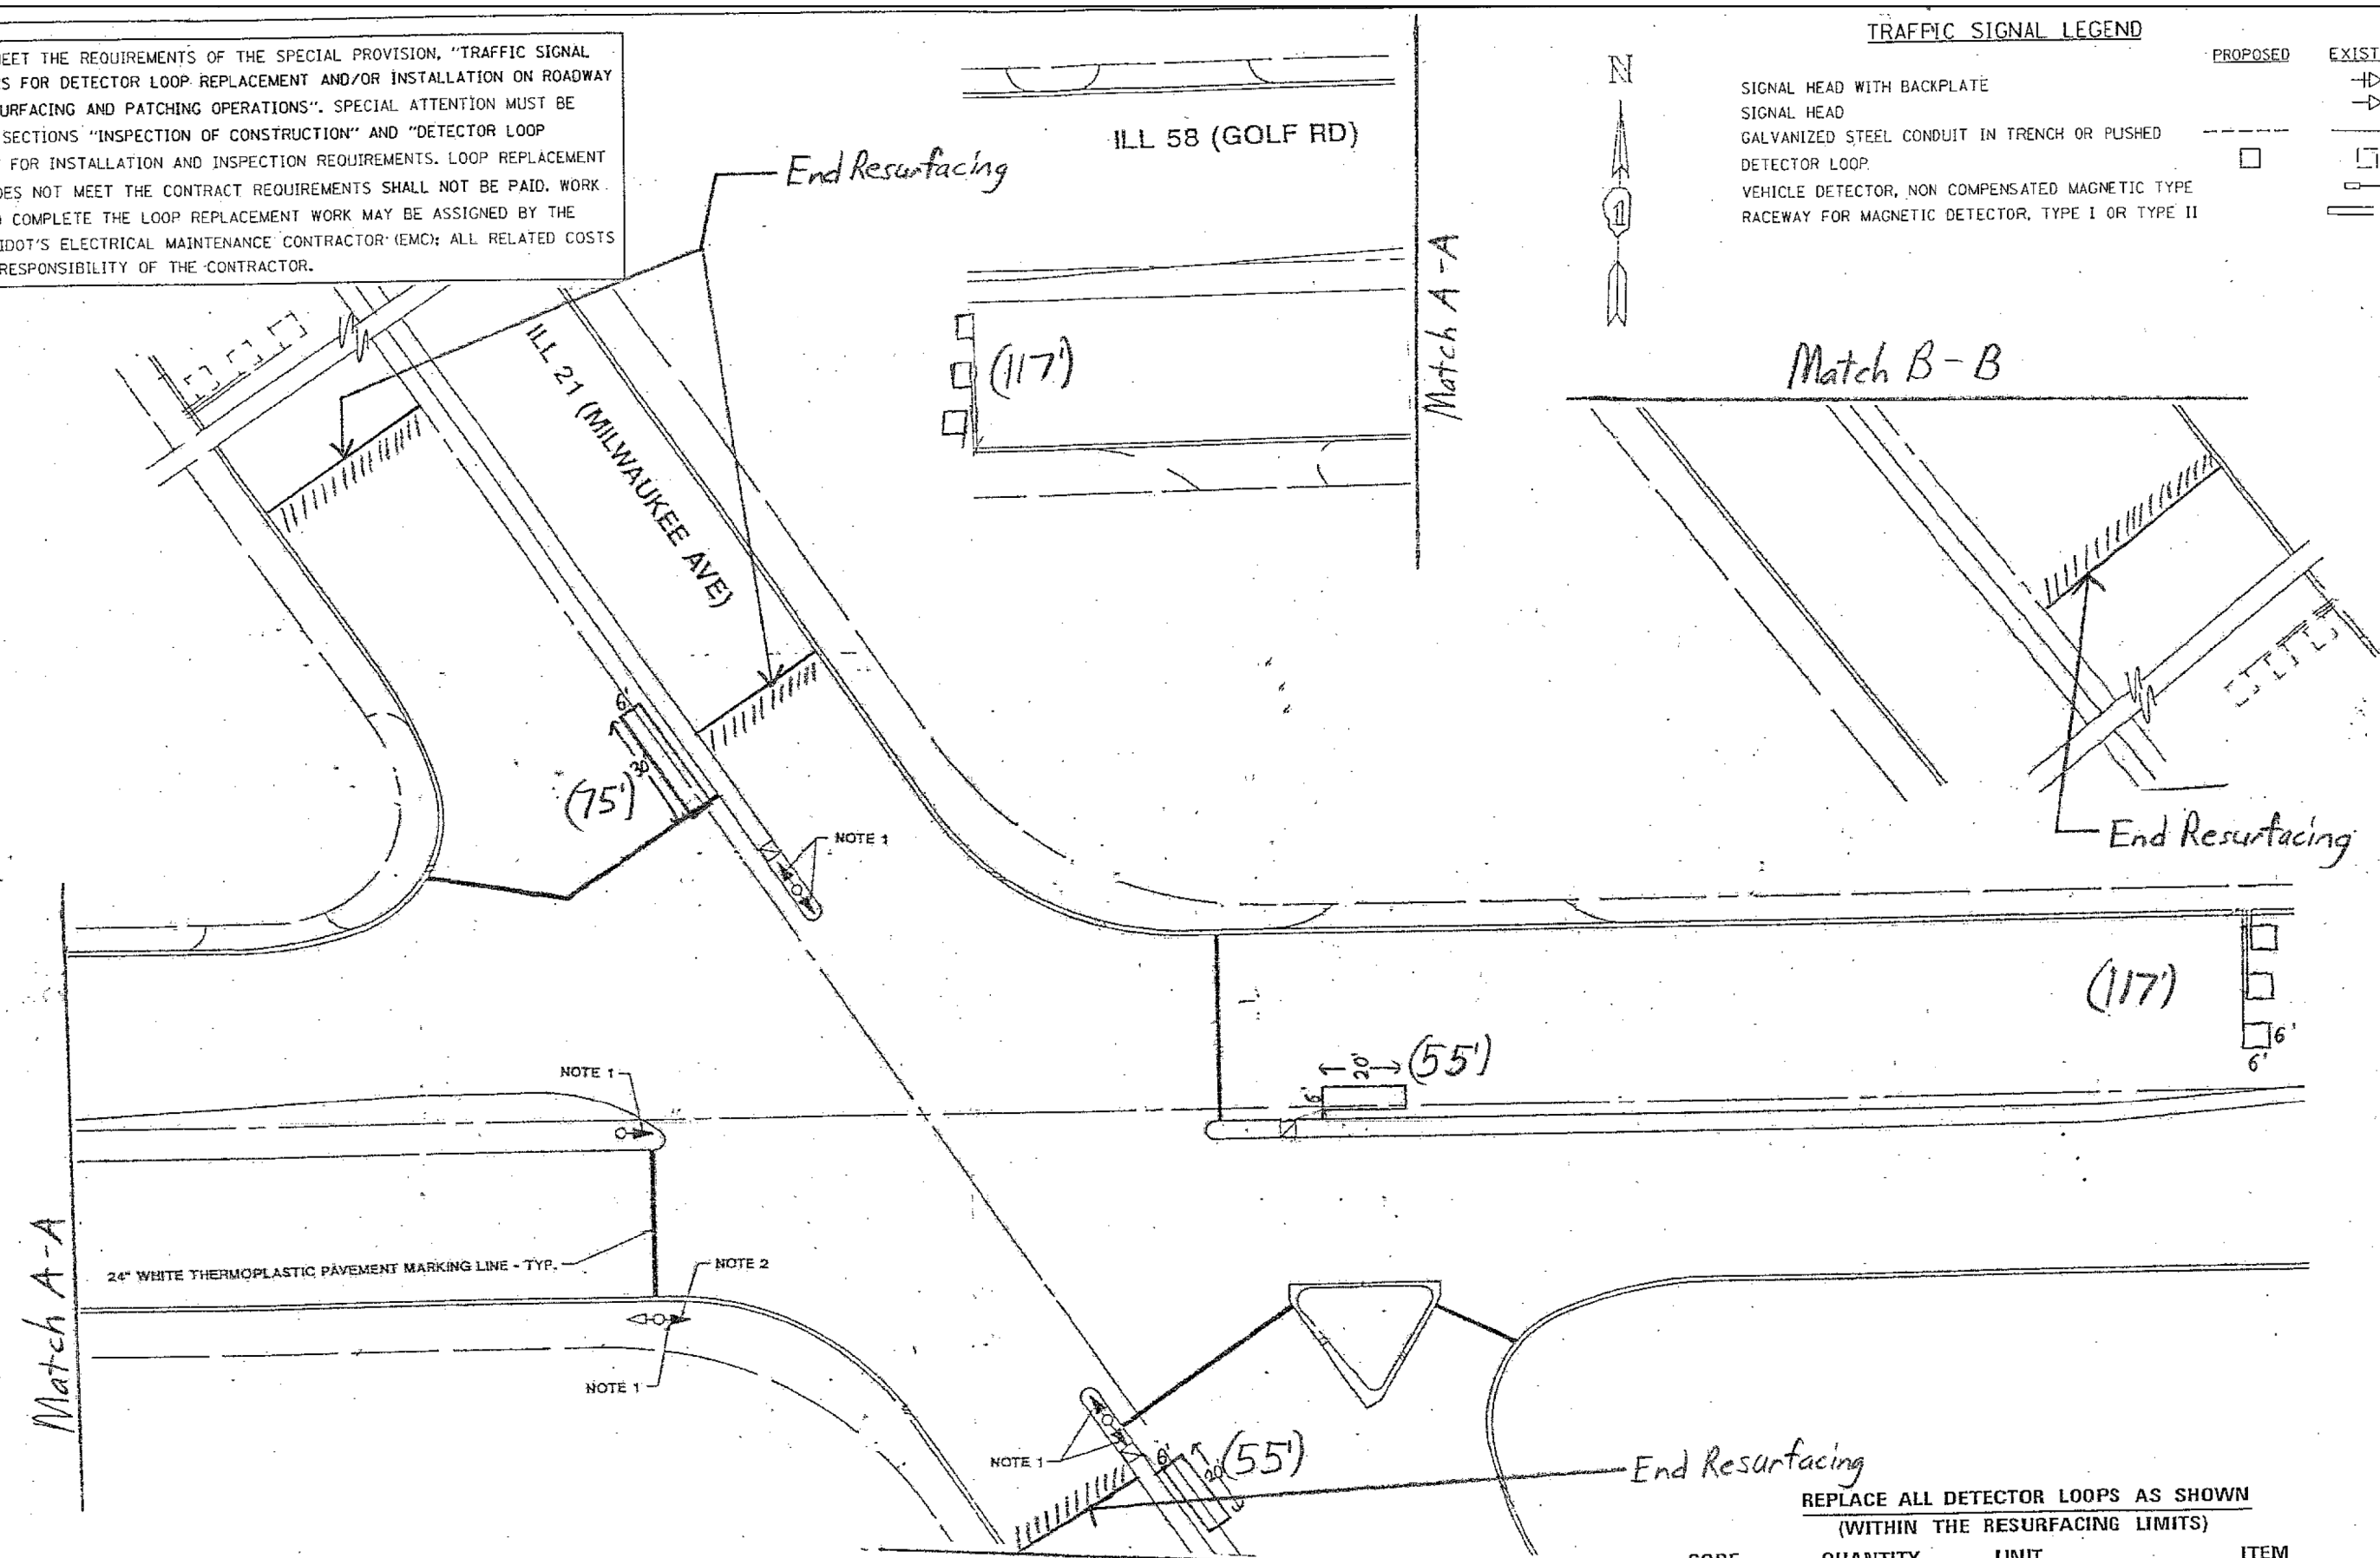 EET THE REQUIREMENTS OF THE SPECIAL PROVISION, "TRAFFIC SIGNAL
S FOR DETECTOR LOOP REPLACEMENT AND/OR INSTALLATION ON ROADWAY
URFACING AND PATCHING OPERATIONS". SPECIAL ATTENTION MUST BE
SECTIONS "INSPECTION OF CONSTRUCTION" AND "DETECTOR LOOP
" FOR INSTALLATION AND INSPECTION REQUIREMENTS. LOOP REPLACEMENT
OES NOT MEET THE CONTRACT REQUIREMENTS SHALL NOT BE PAID. WORK
COMPLETE THE LOOP REPLACEMENT WORK MAY BE ASSIGNED BY THE
IDOT'S ELECTRICAL MAINTENANCE CONTRACTOR (EMC); ALL RELATED COSTS
RESPONSIBILITY OF THE CONTRACTOR.
End Resurfacing
ILL 58 (GOLF RD)
Match A-A
(117')
N
1
TRAFFIC SIGNAL LEGEND
PROPOSED EXIST
SIGNAL HEAD WITH BACKPLATE
SIGNAL HEAD
GALVANIZED STEEL CONDUIT IN TRENCH OR PUSHED
DETECTOR LOOP
VEHICLE DETECTOR, NON COMPENSATED MAGNETIC TYPE
RACEWAY FOR MAGNETIC DETECTOR, TYPE I OR TYPE II
Match B-B
End Resurfacing
ILL 21 (MILWAUKEE AVE)
6'
30'
(75')
NOTE 1
(117')
6'
6'
20'
6'
(55')
NOTE 1
Match A-A
24" WHITE THERMOPLASTIC PAVEMENT MARKING LINE - TYP.
NOTE 2
NOTE 1
NOTE 1
6'
20'
(55')
End Resurfacing
REPLACE ALL DETECTOR LOOPS AS SHOWN
(WITHIN THE RESURFACING LIMITS)
CODE QUANTITY UNIT ITEM